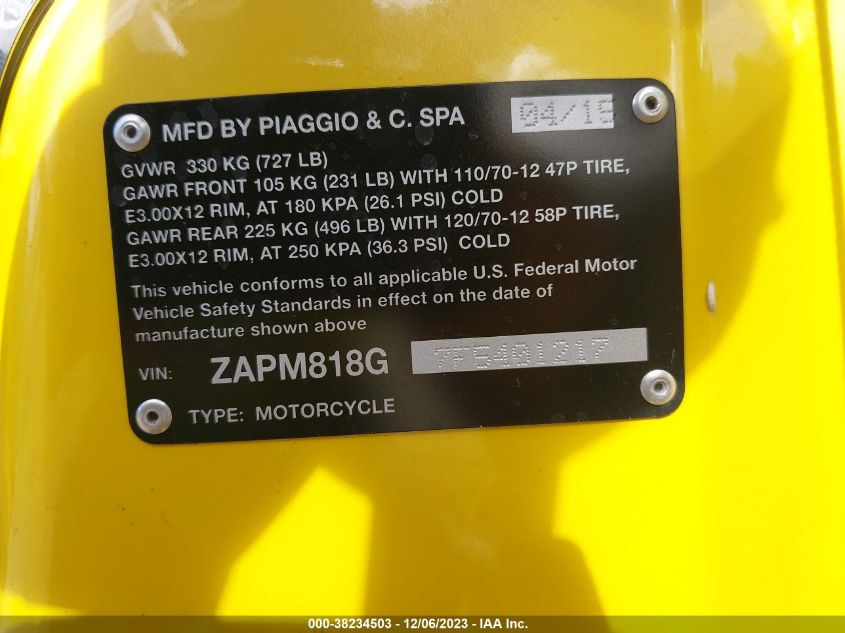 MFD BY PIAGGIO & C. SPA 04/15
GVWR 330 KG (727 LB)
GAWR FRONT 105 KG (231 LB) WITH 110/70-12 47P TIRE,
E3.00X12 RIM, AT 180 KPA (26.1 PSI) COLD
GAWR REAR 225 KG (496 LB) WITH 120/70-12 58P TIRE,
E3.00X12 RIM, AT 250 KPA (36.3 PSI) COLD
This vehicle conforms to all applicable U.S. Federal Motor
Vehicle Safety Standards in effect on the date of
manufacture shown above
VIN: ZAPM818G 7F5401217
TYPE: MOTORCYCLE
000-38234503 - 12/06/2023 - IAA Inc.